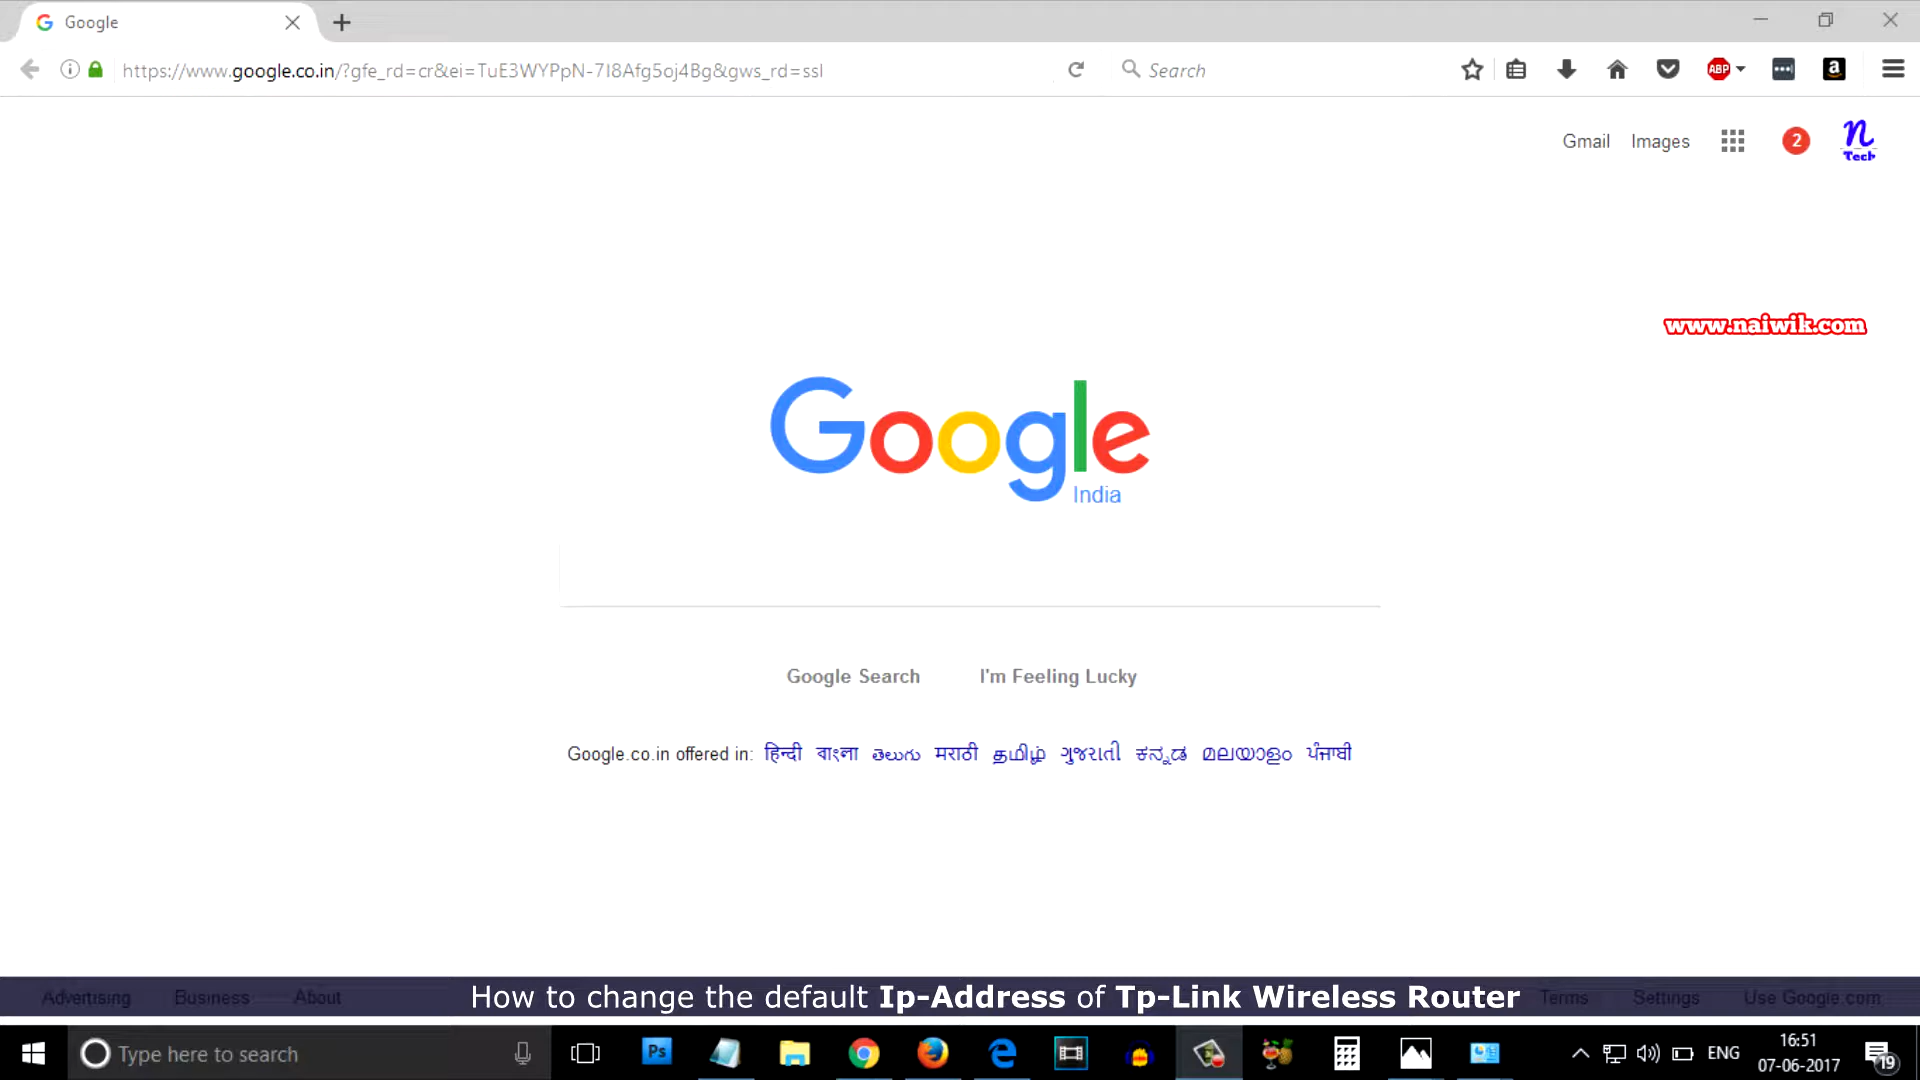 Google
https://www.google.co.in/?gfe_rd=cr&ei=TuE3WYPpN-7I8Afg5oj4Bg&gws_rd=ssl
Search
ABP
a
Gmail Images 2 n
Tech
www.naiwik.com
Google
India
Google Search I'm Feeling Lucky
Google.co.in offered in: हिन्दी বাংলা తెలుగు मराठी தமிழ் ગુજરાતી ಕನ್ನಡ മലയാളം ਪੰਜਾਬੀ
Advertising Business About How to change the default Ip-Address of Tp-Link Wireless Router Terms Settings Use Google.com
Type here to search
Ps
ENG
16:51
07-06-2017
19